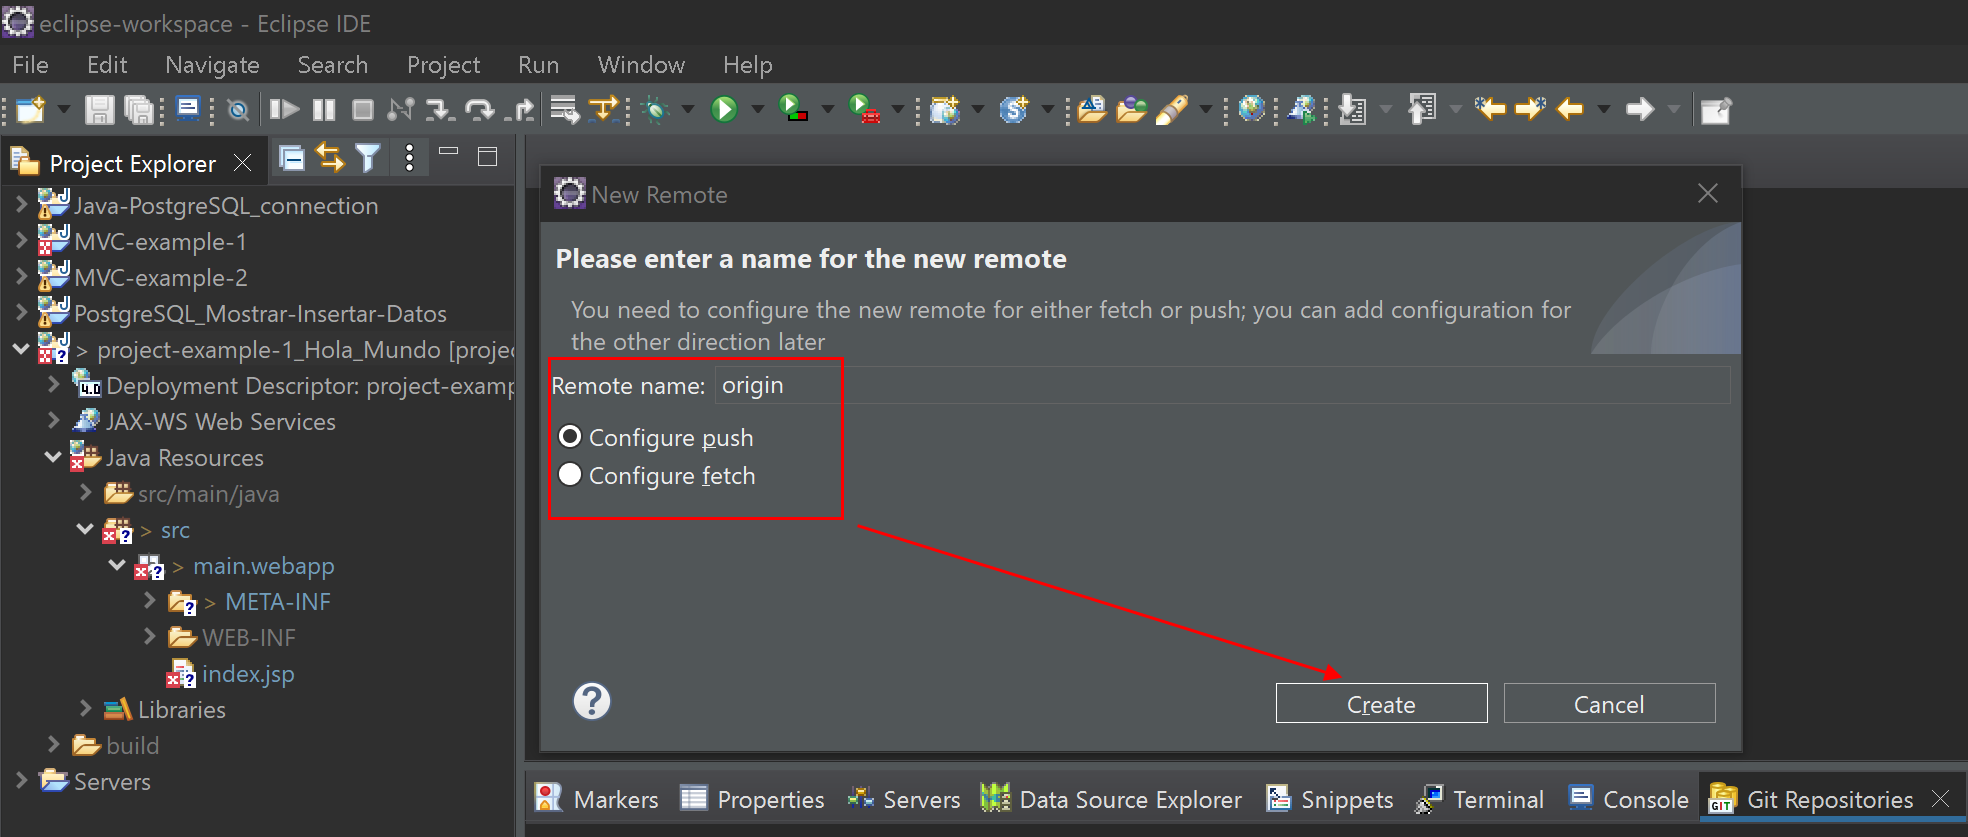 eclipse-workspace - Eclipse IDE
File Edit Navigate Search Project Run Window Help
Project Explorer
Java-PostgreSQL_connection
MVC-example-1
MVC-example-2
PostgreSQL_Mostrar-Insertar-Datos
> project-example-1_Hola_Mundo [projec
4.0 Deployment Descriptor: project-examp
JAX-WS Web Services
Java Resources
src/main/java
> src
> main.webapp
> META-INF
WEB-INF
index.jsp
Libraries
build
Servers
New Remote
Please enter a name for the new remote
You need to configure the new remote for either fetch or push; you can add configuration for
the other direction later
Remote name: origin
Configure push
Configure fetch
Create Cancel
Markers Properties Servers Data Source Explorer Snippets Terminal Console GIT Git Repositories